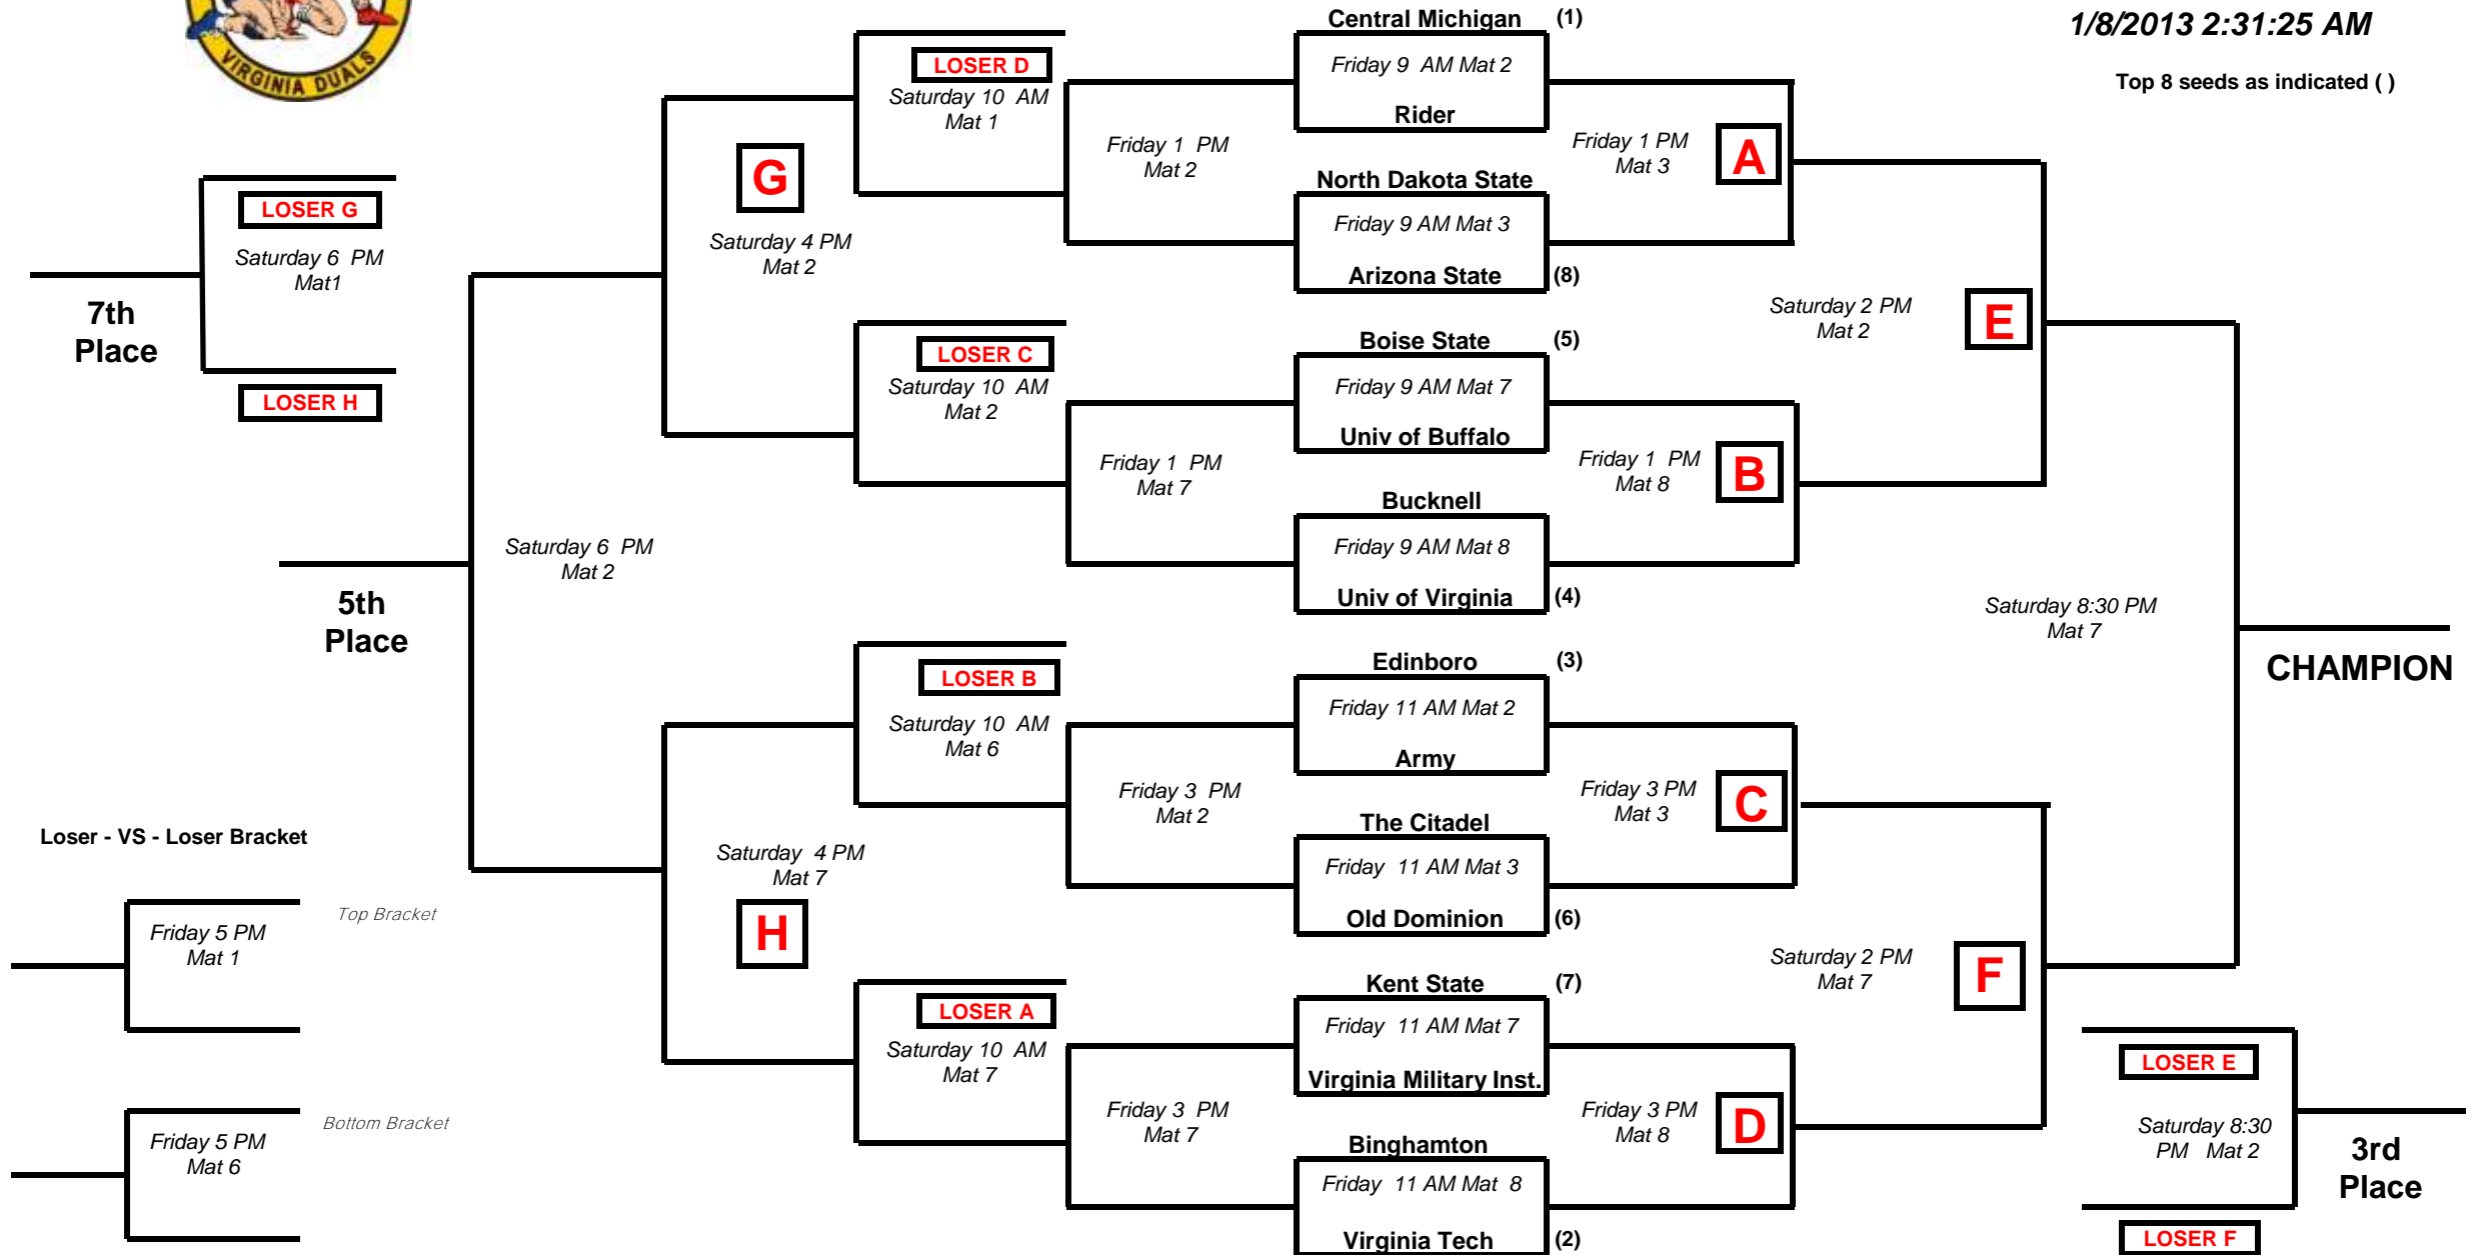 VIRGINIA DUALS
1/8/2013 2:31:25 AM
Top 8 seeds as indicated ( )
Central Michigan (1)
Friday 9 AM Mat 2
Rider
North Dakota State
Friday 9 AM Mat 3
Arizona State (8)
Boise State (5)
Friday 9 AM Mat 7
Univ of Buffalo
Bucknell
Friday 9 AM Mat 8
Univ of Virginia (4)
Edinboro (3)
Friday 11 AM Mat 2
Army
The Citadel
Friday 11 AM Mat 3
Old Dominion (6)
Kent State (7)
Friday 11 AM Mat 7
Virginia Military Inst.
Binghamton
Friday 11 AM Mat 8
Virginia Tech (2)
Friday 1 PM
Mat 3
A
Friday 1 PM
Mat 8
B
Friday 3 PM
Mat 3
C
Friday 3 PM
Mat 8
D
Saturday 2 PM
Mat 2
E
Saturday 2 PM
Mat 7
F
Saturday 8:30 PM
Mat 7
CHAMPION
LOSER E
Saturday 8:30
PM Mat 2
LOSER F
3rd
Place
Friday 1 PM
Mat 2
Friday 1 PM
Mat 7
Friday 3 PM
Mat 2
Friday 3 PM
Mat 7
LOSER D
Saturday 10 AM
Mat 1
LOSER C
Saturday 10 AM
Mat 2
LOSER B
Saturday 10 AM
Mat 6
LOSER A
Saturday 10 AM
Mat 7
G
Saturday 4 PM
Mat 2
Saturday 4 PM
Mat 7
H
Saturday 6 PM
Mat 2
5th
Place
LOSER G
Saturday 6 PM
Mat1
LOSER H
7th
Place
Loser - VS - Loser Bracket
Top Bracket
Friday 5 PM
Mat 1
Bottom Bracket
Friday 5 PM
Mat 6